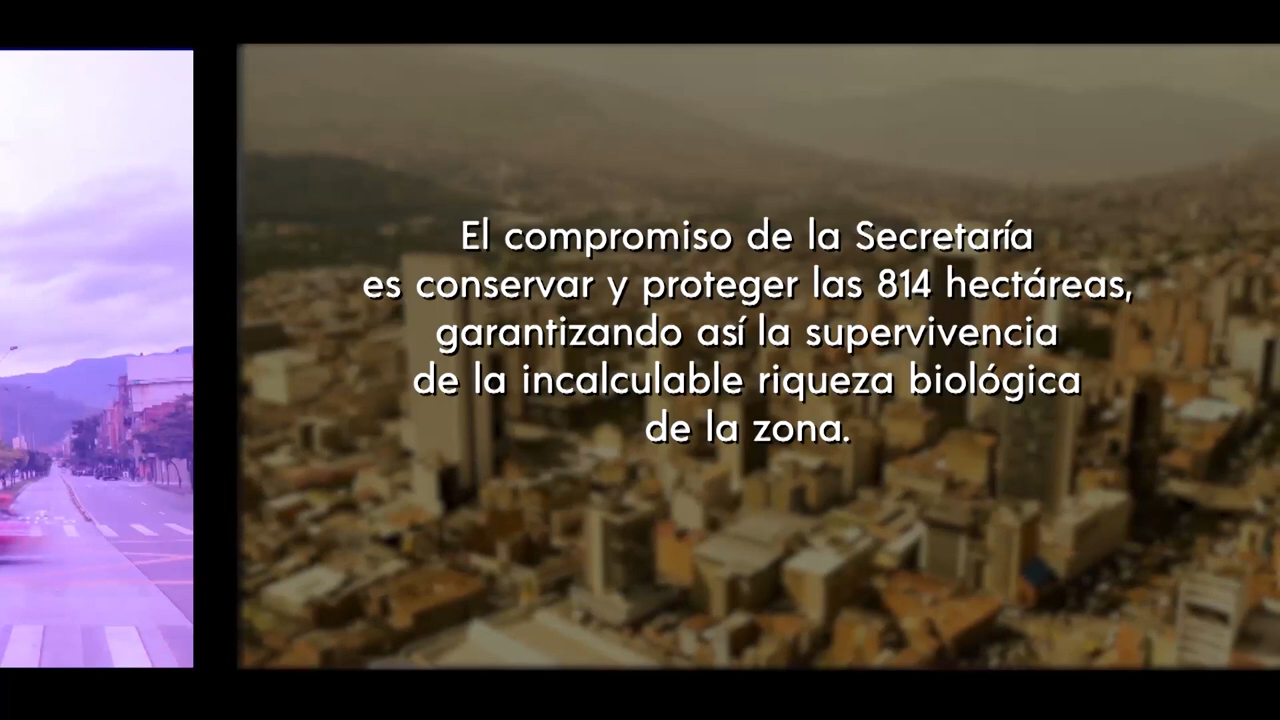 El compromiso de la Secretaría
es conservar y proteger las 814 hectáreas,
garantizando así la supervivencia
de la incalculable riqueza biológica
de la zona.